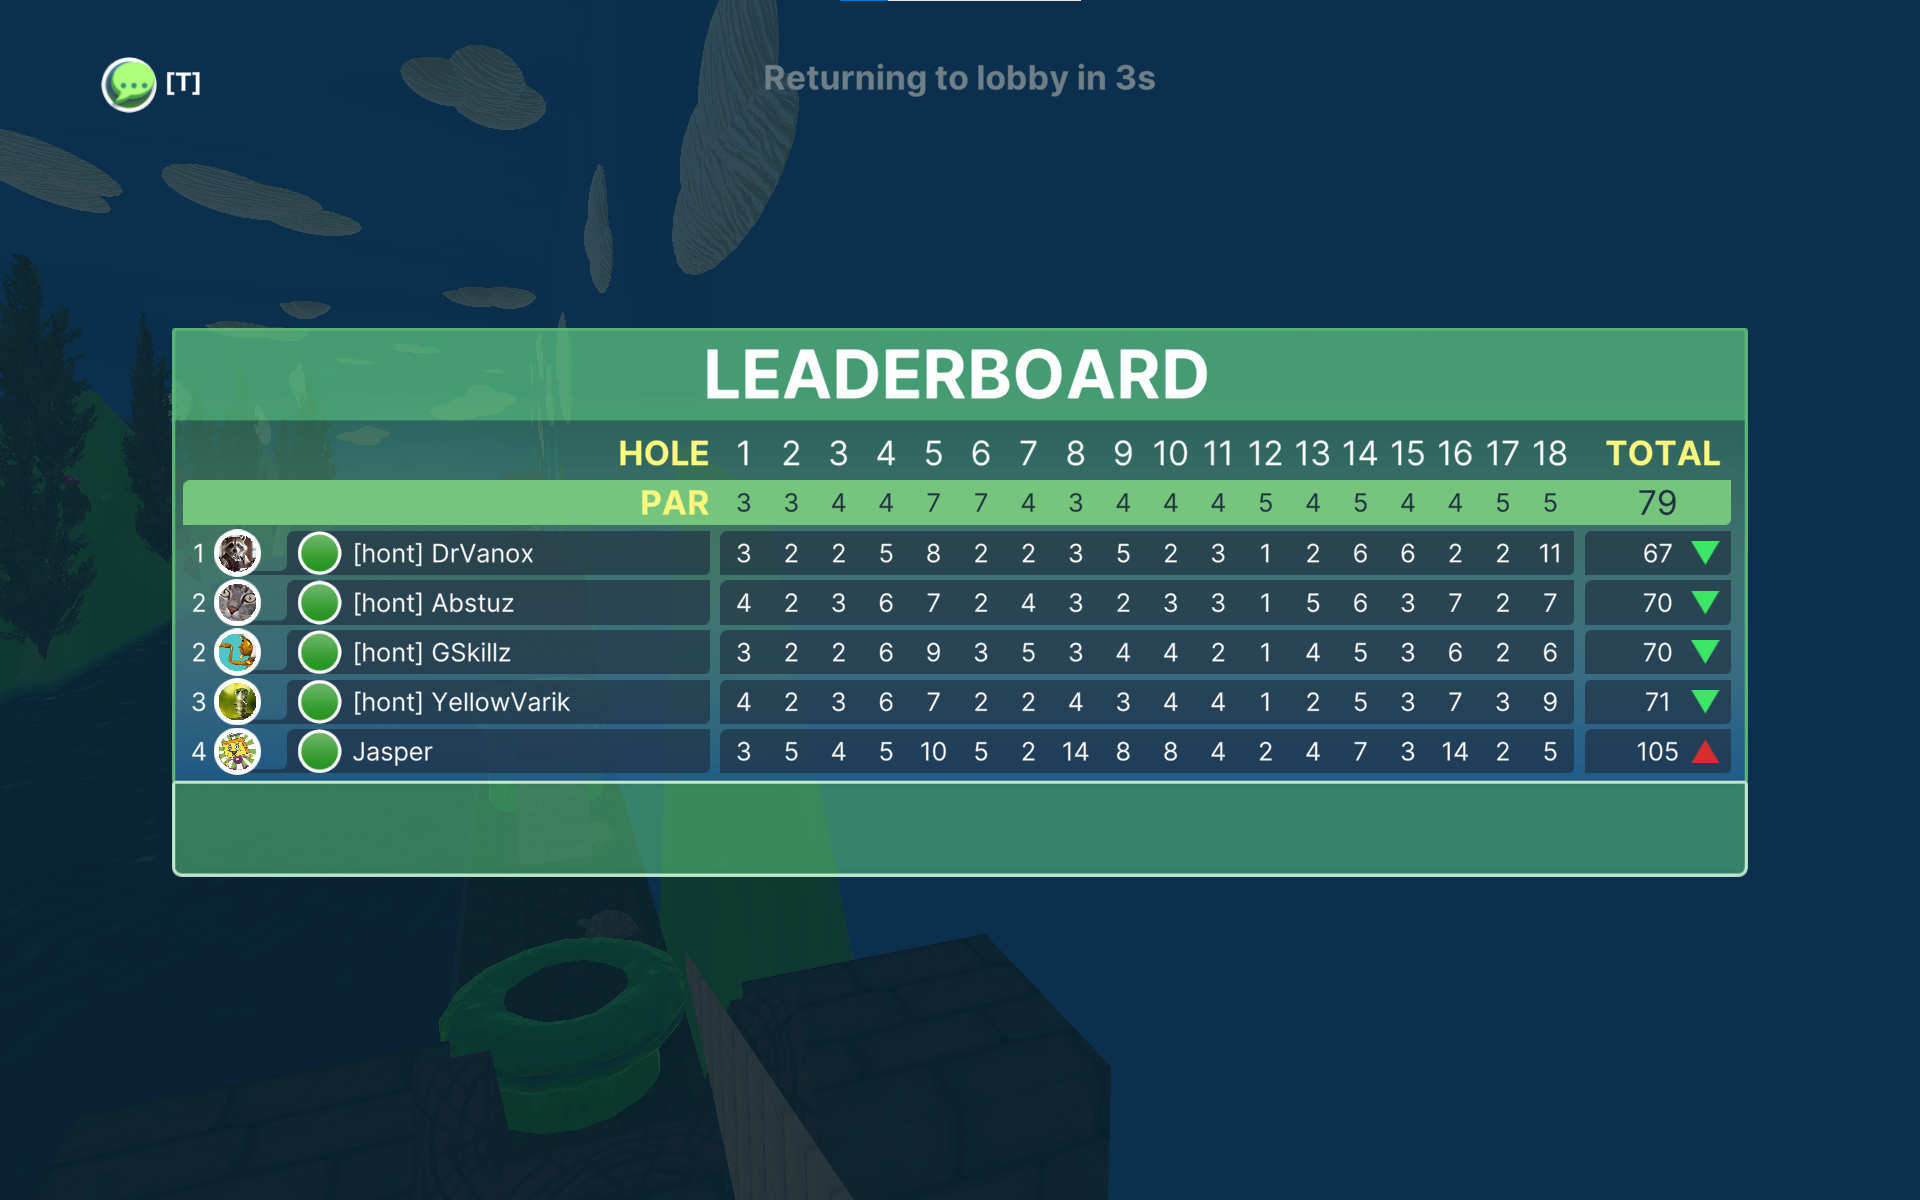 [T]
Returning to lobby in 3s
LEADERBOARD
HOLE 1 2 3 4 5 6 7 8 9 10 11 12 13 14 15 16 17 18 TOTAL
PAR 3 3 4 4 7 7 4 3 4 4 4 5 4 5 4 4 5 5 79
1 [hont] DrVanox 3 2 2 5 8 2 2 3 5 2 3 1 2 6 6 2 2 11 67
2 [hont] Abstuz 4 2 3 6 7 2 4 3 2 3 3 1 5 6 3 7 2 7 70
2 [hont] GSkillz 3 2 2 6 9 3 5 3 4 4 2 1 4 5 3 6 2 6 70
3 [hont] YellowVarik 4 2 3 6 7 2 2 4 3 4 4 1 2 5 3 7 3 9 71
4 Jasper 3 5 4 5 10 5 2 14 8 8 4 2 4 7 3 14 2 5 105